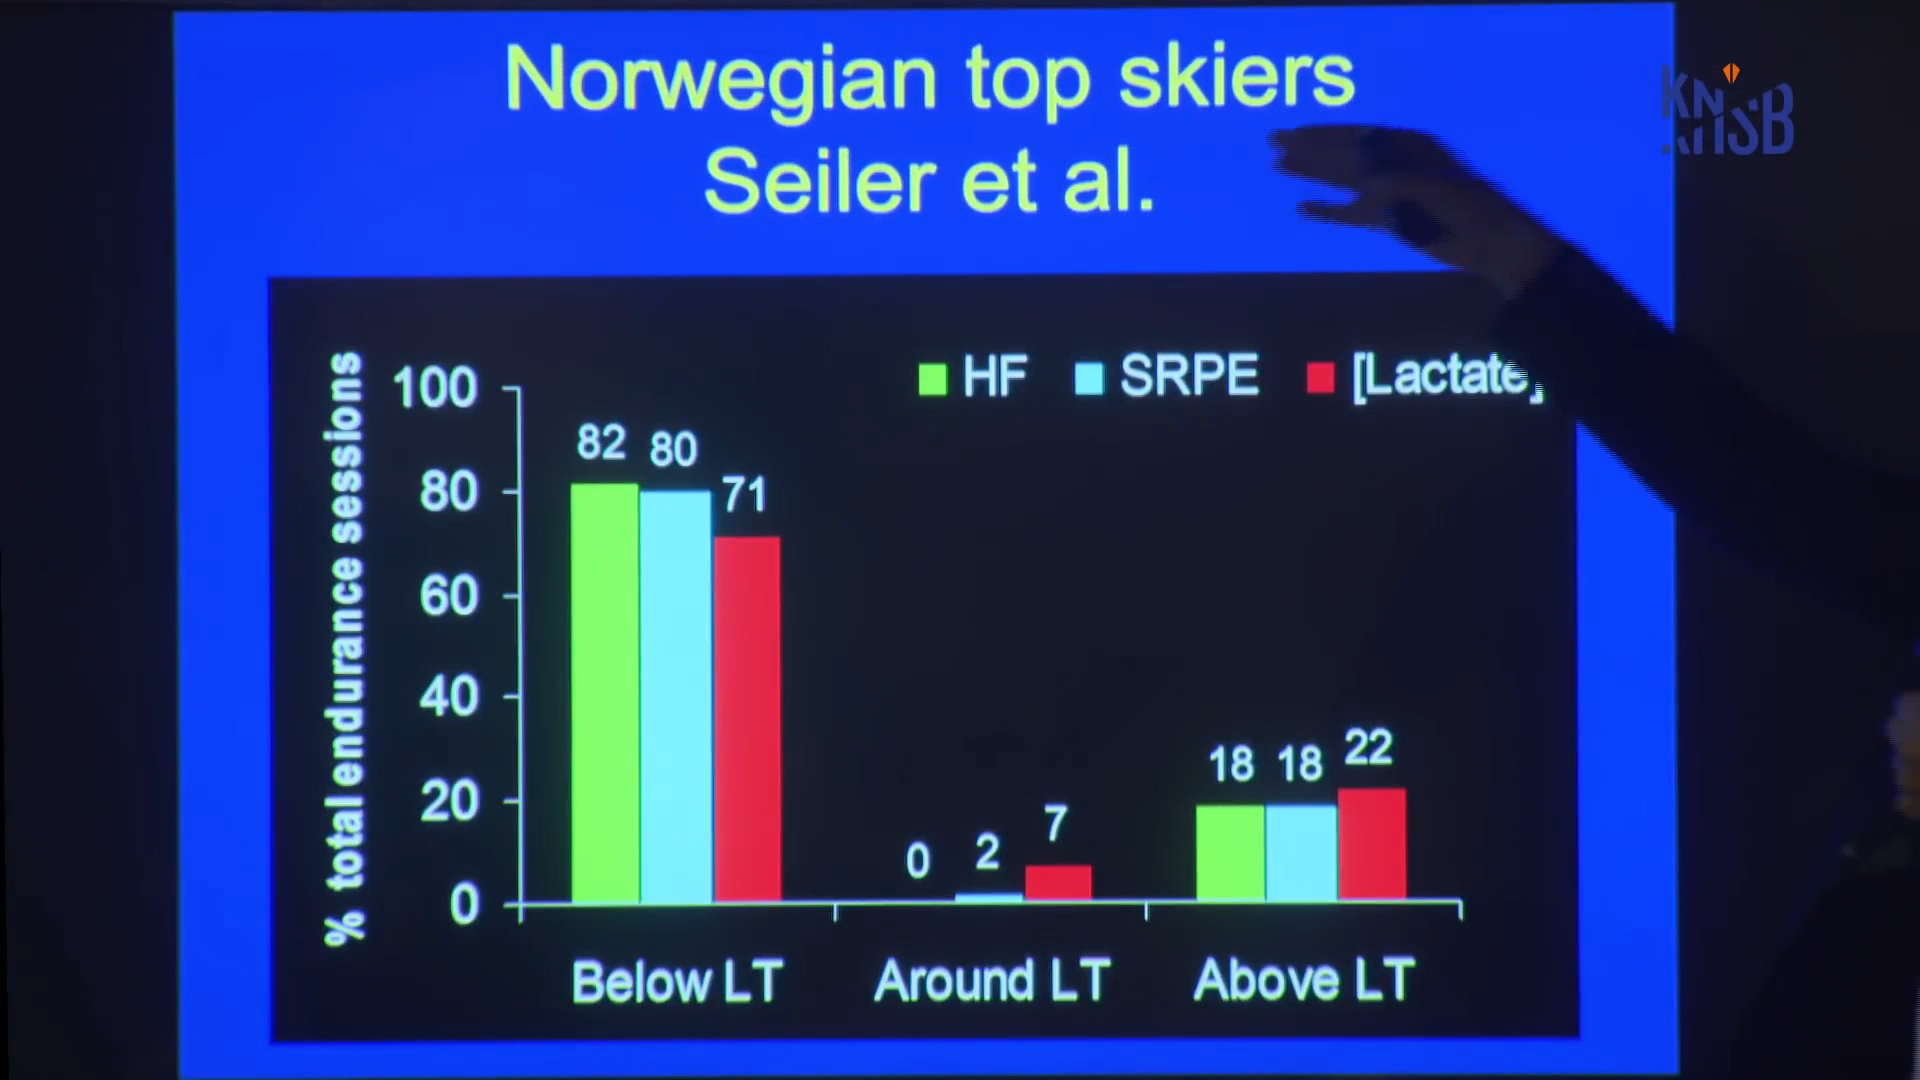 Norwegian top skiers
Seiler et al.
KNSB
HF SRPE [Lactate]
% total endurance sessions
100
80
60
40
20
0
82 80 71
0 2 7
18 18 22
Below LT Around LT Above LT